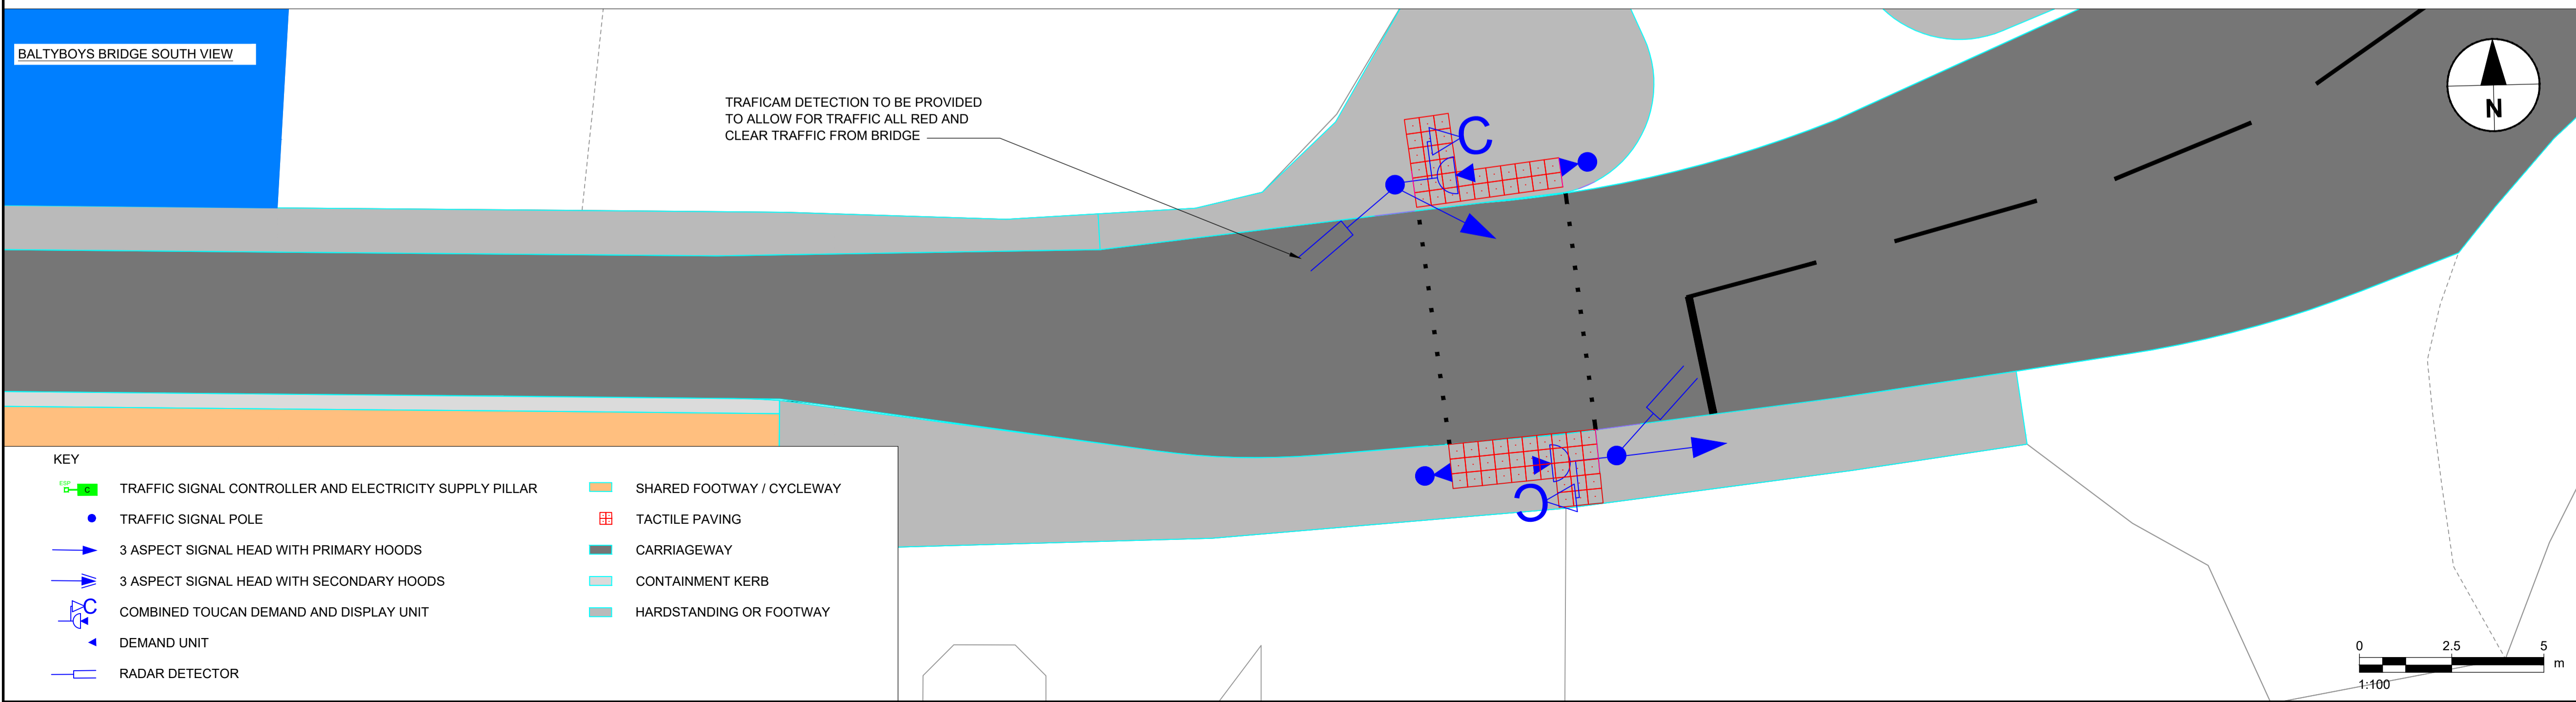 BALTYBOYS BRIDGE SOUTH VIEW
TRAFICAM DETECTION TO BE PROVIDED
TO ALLOW FOR TRAFFIC ALL RED AND
CLEAR TRAFFIC FROM BRIDGE
N
C
C
KEY
ESP
C
TRAFFIC SIGNAL CONTROLLER AND ELECTRICITY SUPPLY PILLAR
TRAFFIC SIGNAL POLE
3 ASPECT SIGNAL HEAD WITH PRIMARY HOODS
3 ASPECT SIGNAL HEAD WITH SECONDARY HOODS
C
COMBINED TOUCAN DEMAND AND DISPLAY UNIT
DEMAND UNIT
RADAR DETECTOR
SHARED FOOTWAY / CYCLEWAY
TACTILE PAVING
CARRIAGEWAY
CONTAINMENT KERB
HARDSTANDING OR FOOTWAY
0 2.5 5
m
1:100